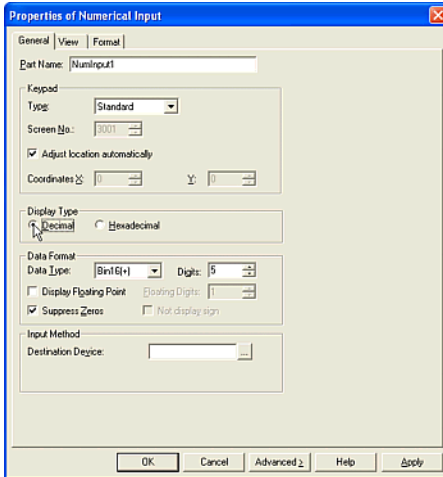 Properties of Numerical Input
General View Format
Part Name: NumInput1
Keypad
Type: Standard
Screen No.: 3001
Adjust location automatically
Coordinates X: 0 Y: 0
Display Type
Decimal Hexadecimal
Data Format
Data Type: Bin16(+) Digits: 5
Display Floating Point Floating Digits: 1
Suppress Zeros Not display sign
Input Method
Destination Device: ...
OK Cancel Advanced > Help Apply